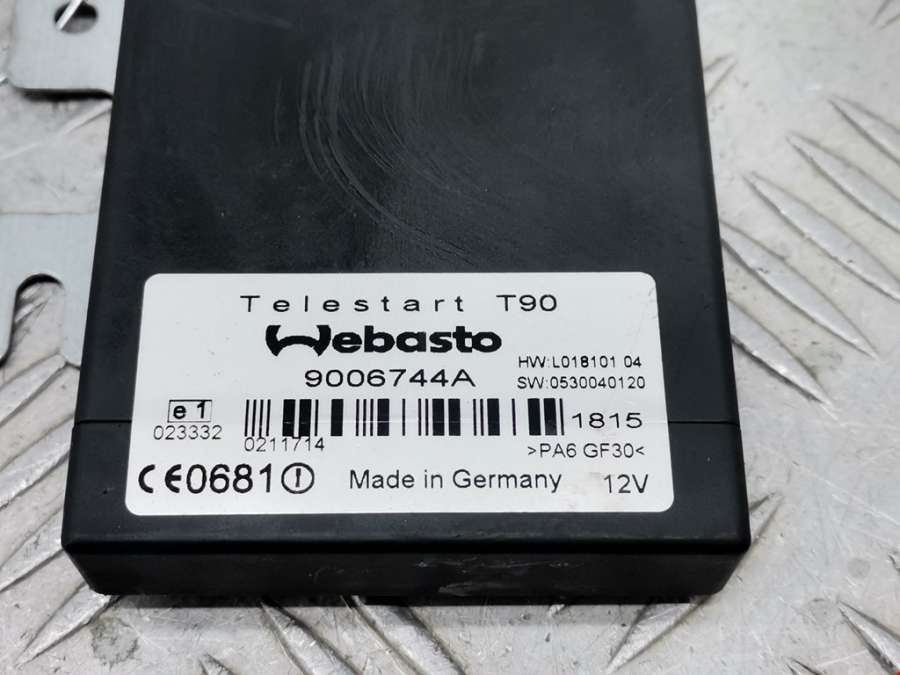 Telestart T90
Webasto
9006744A
HW:L018101 04
SW:0530040120
e1
023332
0211714
1815
>PA6 GF30<
CE0681
Made in Germany
12V